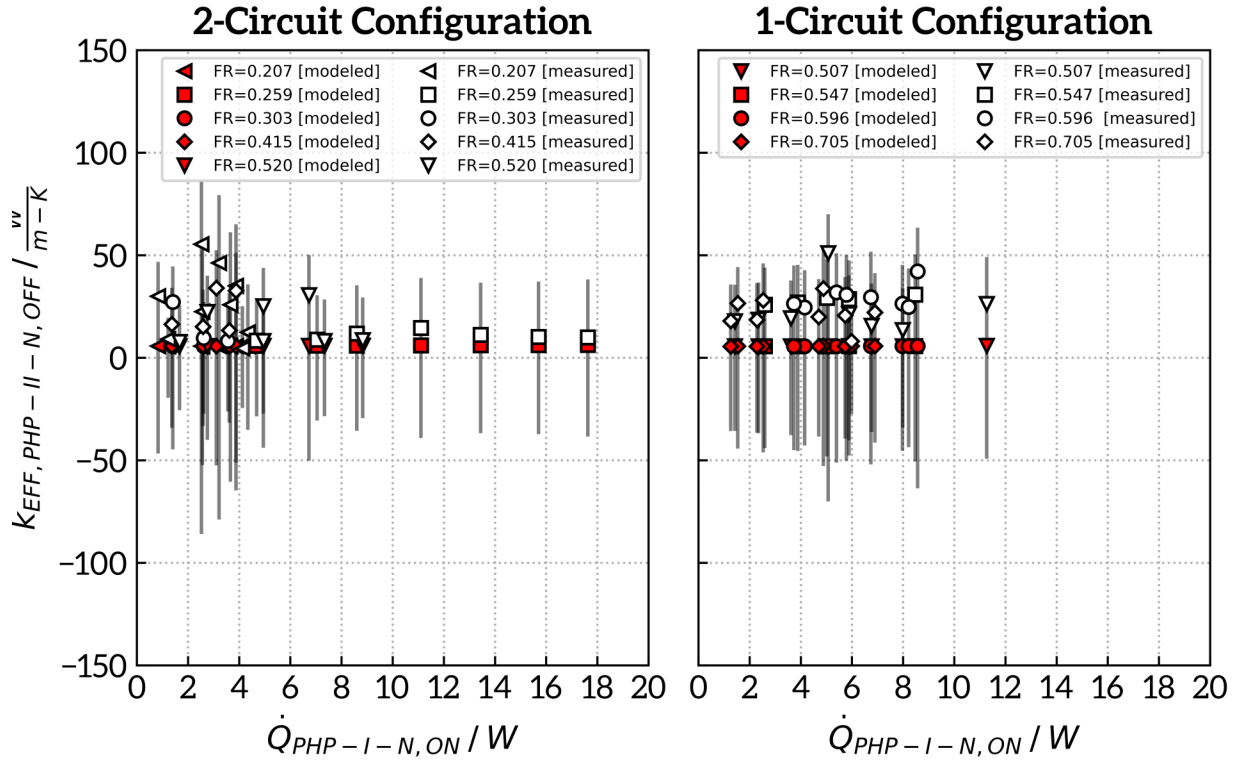 2-Circuit Configuration
1-Circuit Configuration
150
100
50
0
−50
−100
−150
k_EFF, PHP − II − N, OFF / W/(m − K)
FR=0.207 [modeled]
FR=0.259 [modeled]
FR=0.303 [modeled]
FR=0.415 [modeled]
FR=0.520 [modeled]
FR=0.207 [measured]
FR=0.259 [measured]
FR=0.303 [measured]
FR=0.415 [measured]
FR=0.520 [measured]
FR=0.507 [modeled]
FR=0.547 [modeled]
FR=0.596 [modeled]
FR=0.705 [modeled]
FR=0.507 [measured]
FR=0.547 [measured]
FR=0.596 [measured]
FR=0.705 [measured]
0 2 4 6 8 10 12 14 16 18 20
0 2 4 6 8 10 12 14 16 18 20
Q̇_PHP − I − N, ON / W
Q̇_PHP − I − N, ON / W